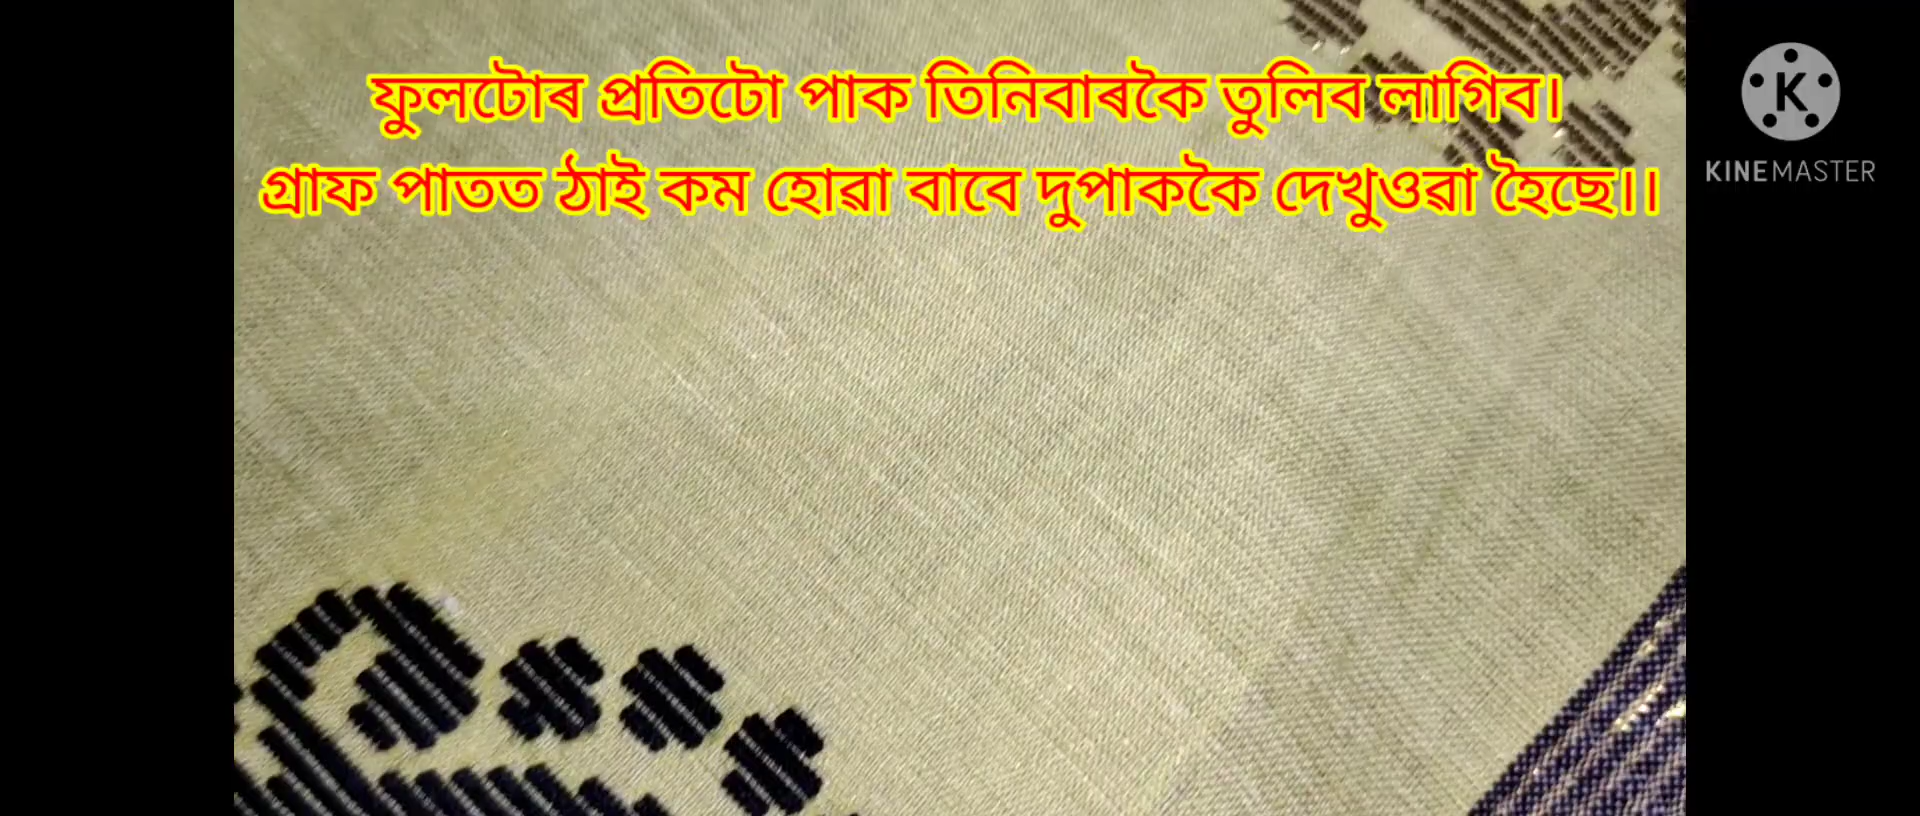 ফুলটোৰ প্ৰতিটো পাক তিনিবাৰকৈ তুলিব লাগিব।
গ্ৰাফ পাতত ঠাই কম হোৱা বাবে দুপাককৈ দেখুওৱা হৈছে।।
K
KINEMASTER